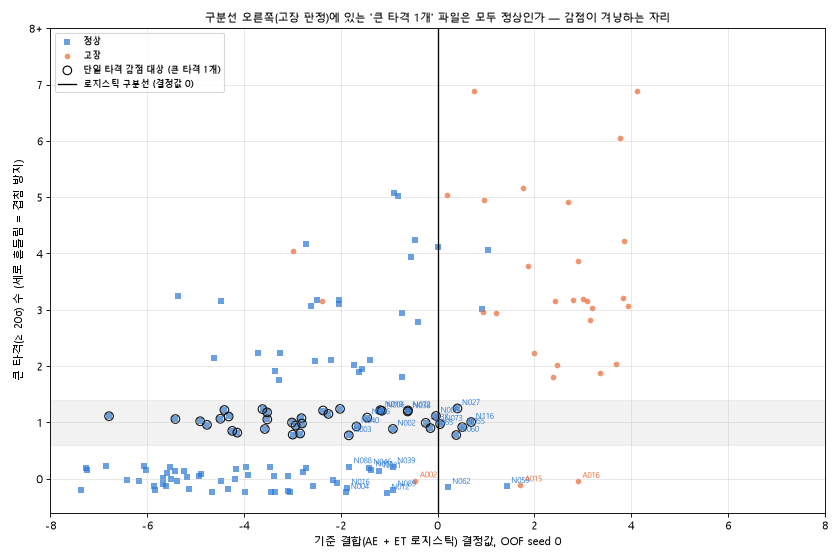 구분선 오른쪽(고장 판정)에 있는 '큰 타격 1개' 파일은 모두 정상인가 — 감점이 겨냥하는 자리
정상
고장
단일 타격 감점 대상 (큰 타격 1개)
로지스틱 구분선 (결정값 0)
큰 타격(≥ 20σ) 수 (세로 흔들림 = 겹침 방지)
8+
7
6
5
4
3
2
1
0
N027
N116
N002
N003
N088
N039
A002
N016
N004
N062
N059
A015
A016
-8
-6
-4
-2
0
2
4
6
8
기준 결합(AE + ET 로지스틱) 결정값, OOF seed 0